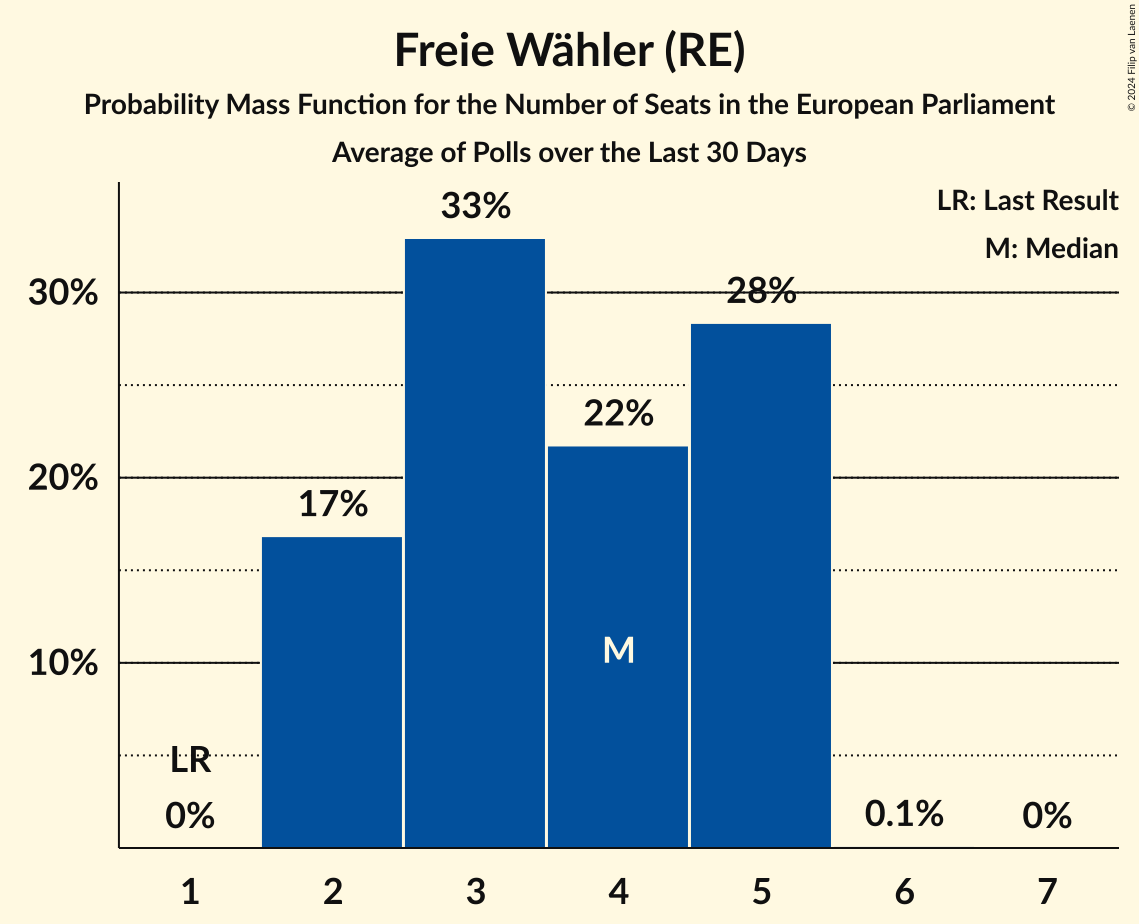 Freie Wähler (RE)
Probability Mass Function for the Number of Seats in the European Parliament
Average of Polls over the Last 30 Days
© 2024 Filip van Laenen
LR: Last Result
M: Median
33%
30%
28%
22%
20%
17%
M
10%
LR
0%
0.1%
0%
1 2 3 4 5 6 7